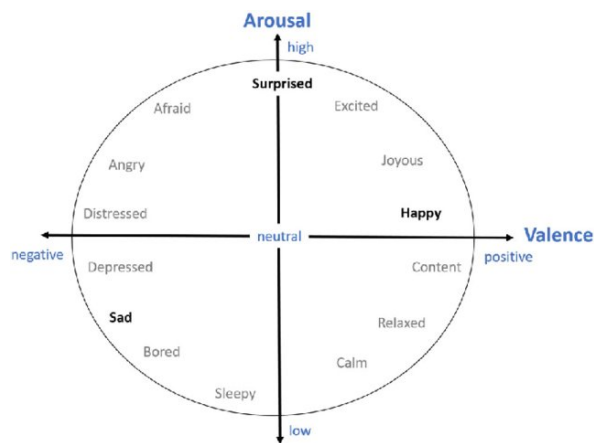 Arousal
high
Surprised
Afraid
Excited
Angry
Joyous
Distressed
Happy
neutral
Valence
negative
positive
Depressed
Content
Sad
Relaxed
Bored
Calm
Sleepy
low